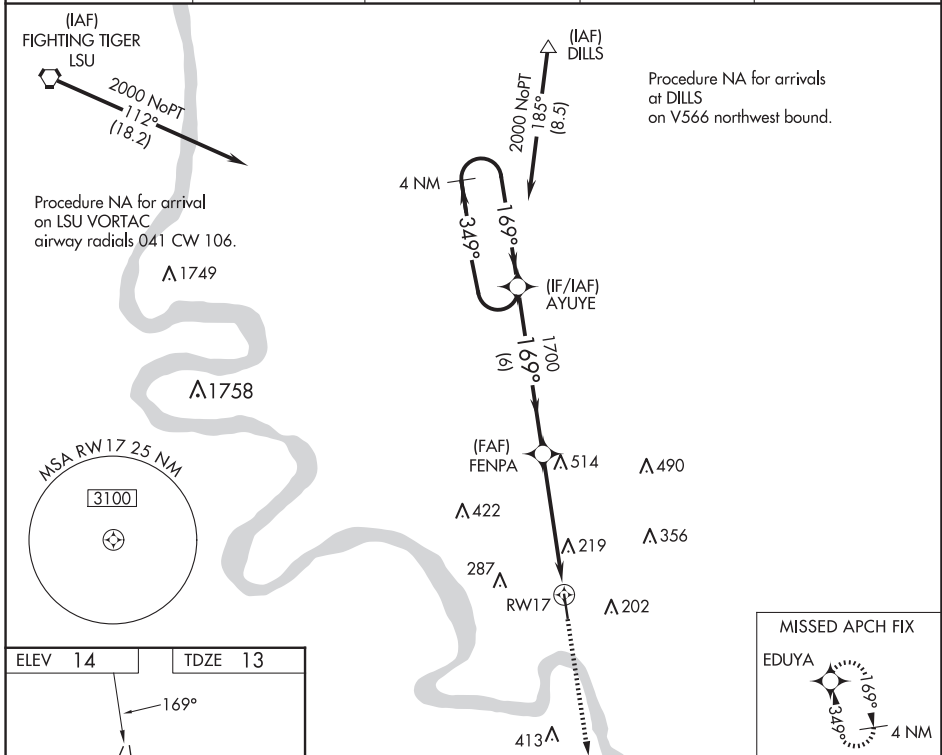 (IAF)
FIGHTING TIGER
LSU
2000 NoPT
112°
(18.2)
(IAF)
DILLS
2000 NoPT
185°
(8.5)
Procedure NA for arrivals
at DILLS
on V566 northwest bound.
4 NM
349°
169°
Procedure NA for arrival
on LSU VORTAC
airway radials 041 CW 106.
1749
(IF/IAF)
AYUYE
1700
169°
(6)
1758
(FAF)
FENPA
514
490
MSA RW17 25 NM
3100
422
219
356
287
RW17
202
MISSED APCH FIX
EDUYA
169°
349°
4 NM
ELEV 14
TDZE 13
169°
413